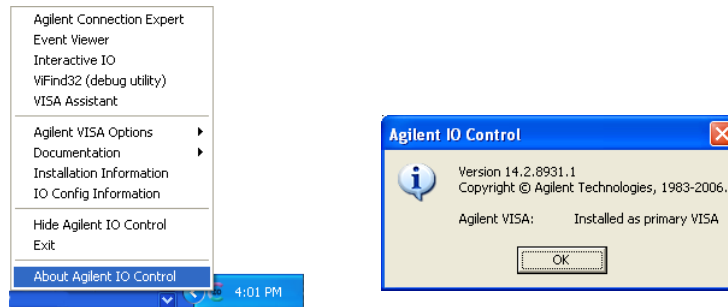 Agilent Connection Expert
Event Viewer
Interactive IO
ViFind32 (debug utility)
VISA Assistant
Agilent VISA Options
Documentation
Installation Information
IO Config Information
Hide Agilent IO Control
Exit
About Agilent IO Control
4:01 PM
Agilent IO Control
Version 14.2.8931.1
Copyright © Agilent Technologies, 1983-2006.
Agilent VISA: Installed as primary VISA
OK